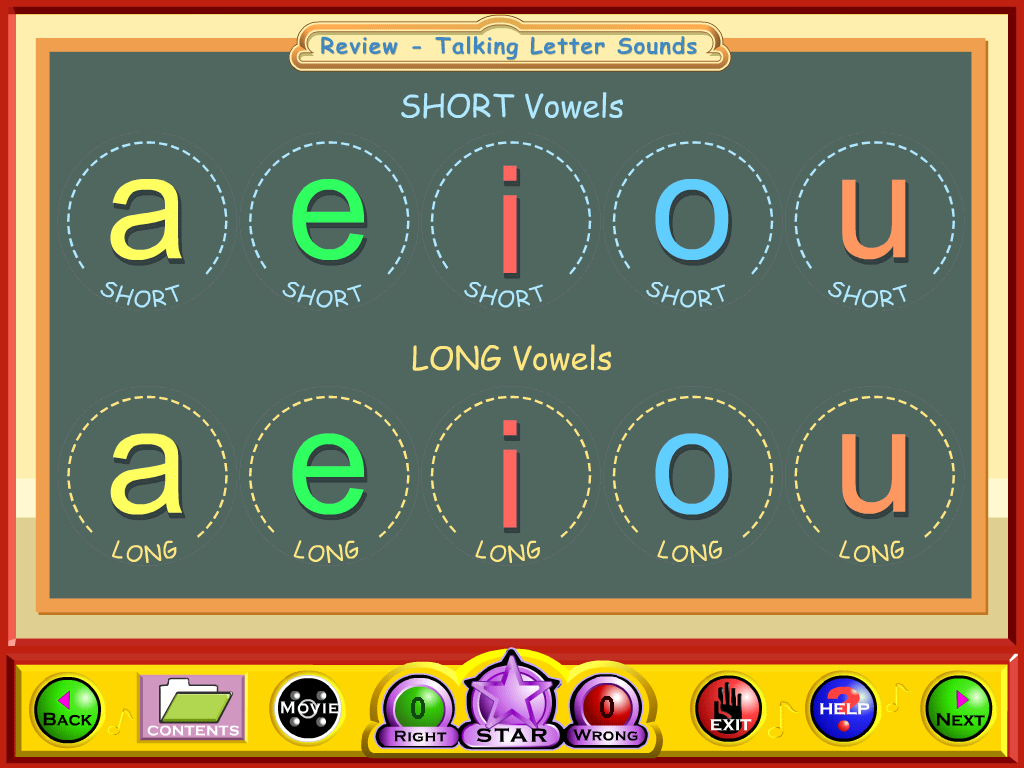 Review - Talking Letter Sounds
SHORT Vowels
a e i o u
SHORT SHORT SHORT SHORT SHORT
LONG Vowels
a e i o u
LONG LONG LONG LONG LONG
BACK
CONTENTS
MOVIE
0
RIGHT
STAR
0
WRONG
EXIT
?
HELP
NEXT